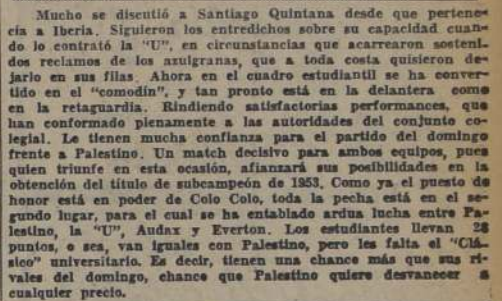 Mucho se discutió a Santiago Quintana desde que pertene-
cía a Iberia. Siguieron los entredichos sobre su capacidad cuan-
do lo contrató la "U", en circunstancias que acarrearon sosteni-
dos reclamos de los azulgranas, que a toda costa quisieron de-
jarlo en sus filas. Ahora en el cuadro estudiantil se ha conver-
tido en el "comodín", y tan pronto está en la delantera como
en la retaguardia. Rindiendo satisfactorias performances, que
han conformado plenamente a las autoridades del conjunto co-
legial. Le tienen mucha confianza para el partido del domingo
frente a Palestino. Un match decisivo para ambos equipos, pues
quien triunfe en esta ocasión, afianzará sus posibilidades en la
obtención del título de subcampeón de 1953. Como ya el puesto de
honor está en poder de Colo Colo, toda la pecha está en el se-
gundo lugar, para el cual se ha entablado ardua lucha entre Pa-
lestino, la "U", Audax y Everton. Los estudiantes llevan 28
puntos, o sea, van iguales con Palestino, pero les falta el "Clá-
sico" universitario. Es decir, tienen una chance más que sus ri-
vales del domingo, chance que Palestino quiere desvanecer a
cualquier precio.